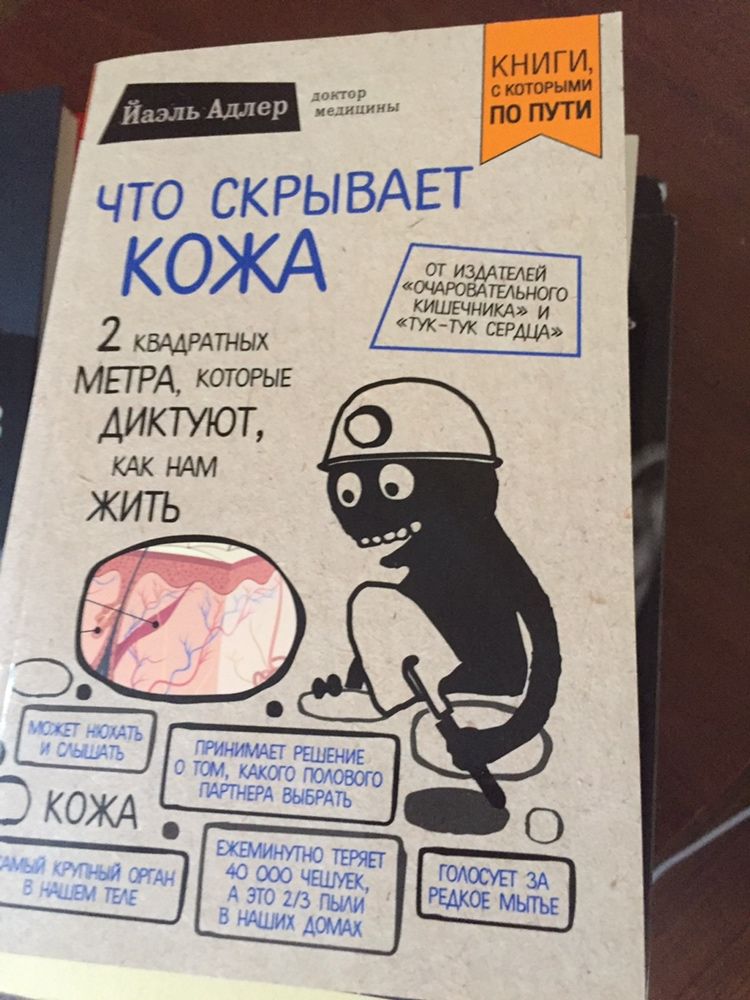 Йаэль Адлер
доктор
медицины
КНИГИ,
С КОТОРЫМИ
ПО ПУТИ
ЧТО СКРЫВАЕТ
КОЖА
ОТ ИЗДАТЕЛЕЙ
«ОЧАРОВАТЕЛЬНОГО
КИШЕЧНИКА» И
«ТУК-ТУК СЕРДЦА»
2 КВАДРАТНЫХ
МЕТРА, КОТОРЫЕ
ДИКТУЮТ,
КАК НАМ
ЖИТЬ
МОЖЕТ НЮХАТЬ
И СЛЫШАТЬ
ПРИНИМАЕТ РЕШЕНИЕ
О ТОМ, КАКОГО ПОЛОВОГО
ПАРТНЕРА ВЫБРАТЬ
КОЖА
САМЫЙ КРУПНЫЙ ОРГАН
В НАШЕМ ТЕЛЕ
ЕЖЕМИНУТНО ТЕРЯЕТ
40 000 ЧЕШУЕК,
А ЭТО 2/3 ПЫЛИ
В НАШИХ ДОМАХ
ГОЛОСУЕТ ЗА
РЕДКОЕ МЫТЬЕ